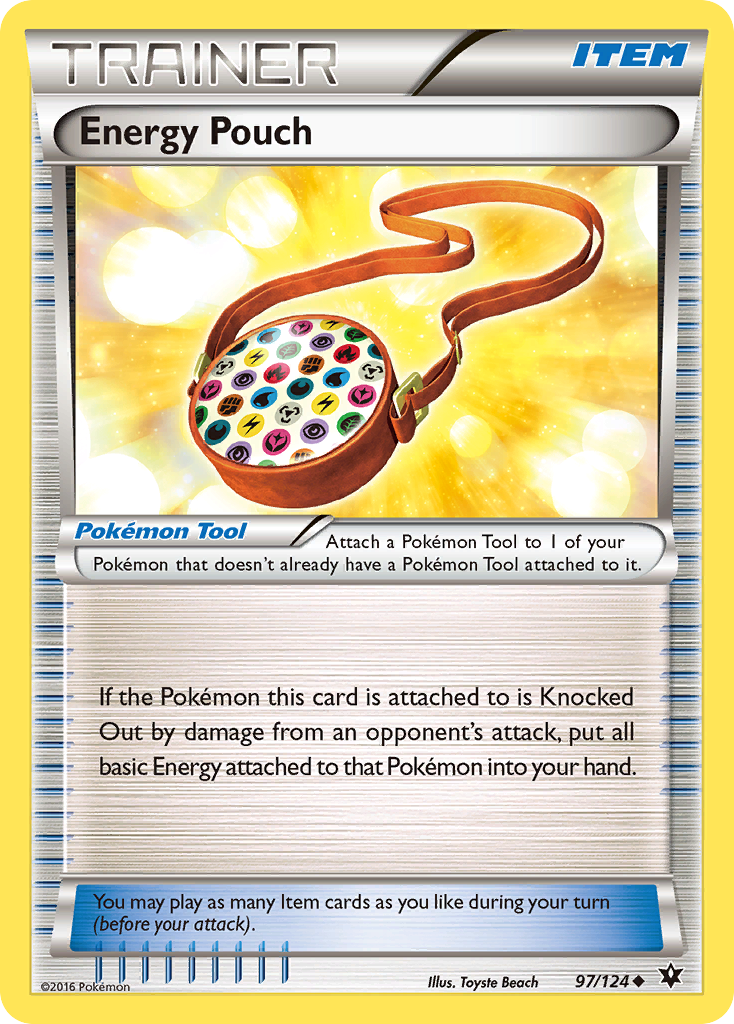 TRAINER
ITEM
Energy Pouch
Pokémon Tool
Attach a Pokémon Tool to 1 of your
Pokémon that doesn't already have a Pokémon Tool attached to it.
If the Pokémon this card is attached to is Knocked
Out by damage from an opponent's attack, put all
basic Energy attached to that Pokémon into your hand.
You may play as many Item cards as you like during your turn
(before your attack).
©2016 Pokémon
Illus. Toyste Beach
97/124